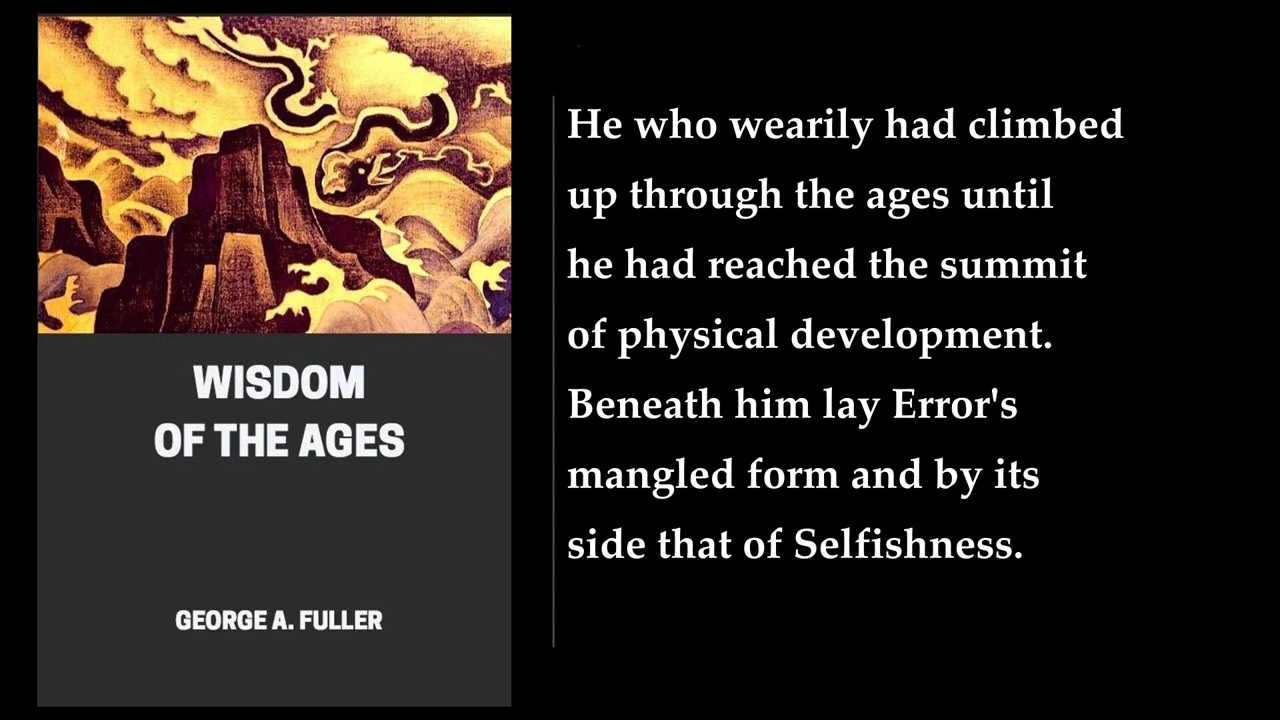 WISDOM
OF THE AGES
GEORGE A. FULLER
He who wearily had climbed
up through the ages until
he had reached the summit
of physical development.
Beneath him lay Error's
mangled form and by its
side that of Selfishness.